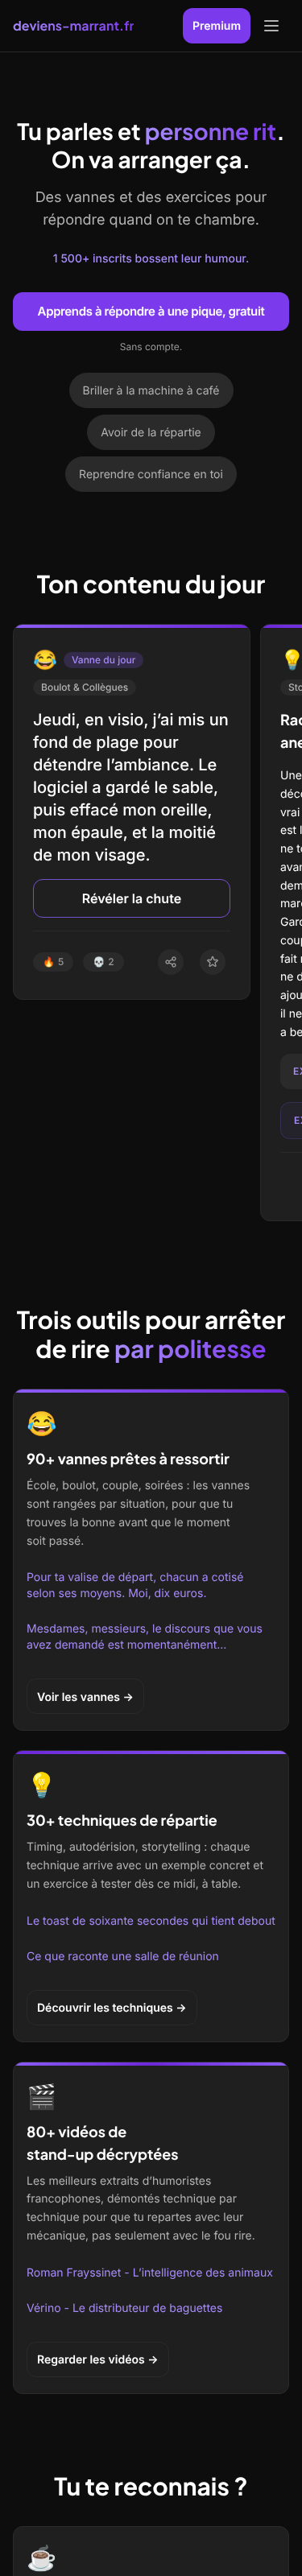 deviens-marrant.fr
Premium
Tu parles et personne rit.
On va arranger ça.
Des vannes et des exercices pour
répondre quand on te chambre.
1 500+ inscrits bossent leur humour.
Apprends à répondre à une pique, gratuit
Sans compte.
Briller à la machine à café
Avoir de la répartie
Reprendre confiance en toi
Ton contenu du jour
😂 Vanne du jour
Boulot & Collègues
Jeudi, en visio, j’ai mis un
fond de plage pour
détendre l’ambiance. Le
logiciel a gardé le sable,
puis effacé mon oreille,
mon épaule, et la moitié
de mon visage.
Révéler la chute
🔥 5 💀 2
Une
vrai
est l
ne t
fait
ne d
il ne
a be
Trois outils pour arrêter
de rire par politesse
90+ vannes prêtes à ressortir
École, boulot, couple, soirées : les vannes
sont rangées par situation, pour que tu
trouves la bonne avant que le moment
soit passé.
Pour ta valise de départ, chacun a cotisé
selon ses moyens. Moi, dix euros.
Mesdames, messieurs, le discours que vous
avez demandé est momentanément…
Voir les vannes →
30+ techniques de répartie
Timing, autodérision, storytelling : chaque
technique arrive avec un exemple concret et
un exercice à tester dès ce midi, à table.
Le toast de soixante secondes qui tient debout
Ce que raconte une salle de réunion
Découvrir les techniques →
80+ vidéos de
stand-up décryptées
Les meilleurs extraits d’humoristes
francophones, démontés technique par
technique pour que tu repartes avec leur
mécanique, pas seulement avec le fou rire.
Roman Frayssinet - L’intelligence des animaux
Vérino - Le distributeur de baguettes
Regarder les vidéos →
Tu te reconnais ?